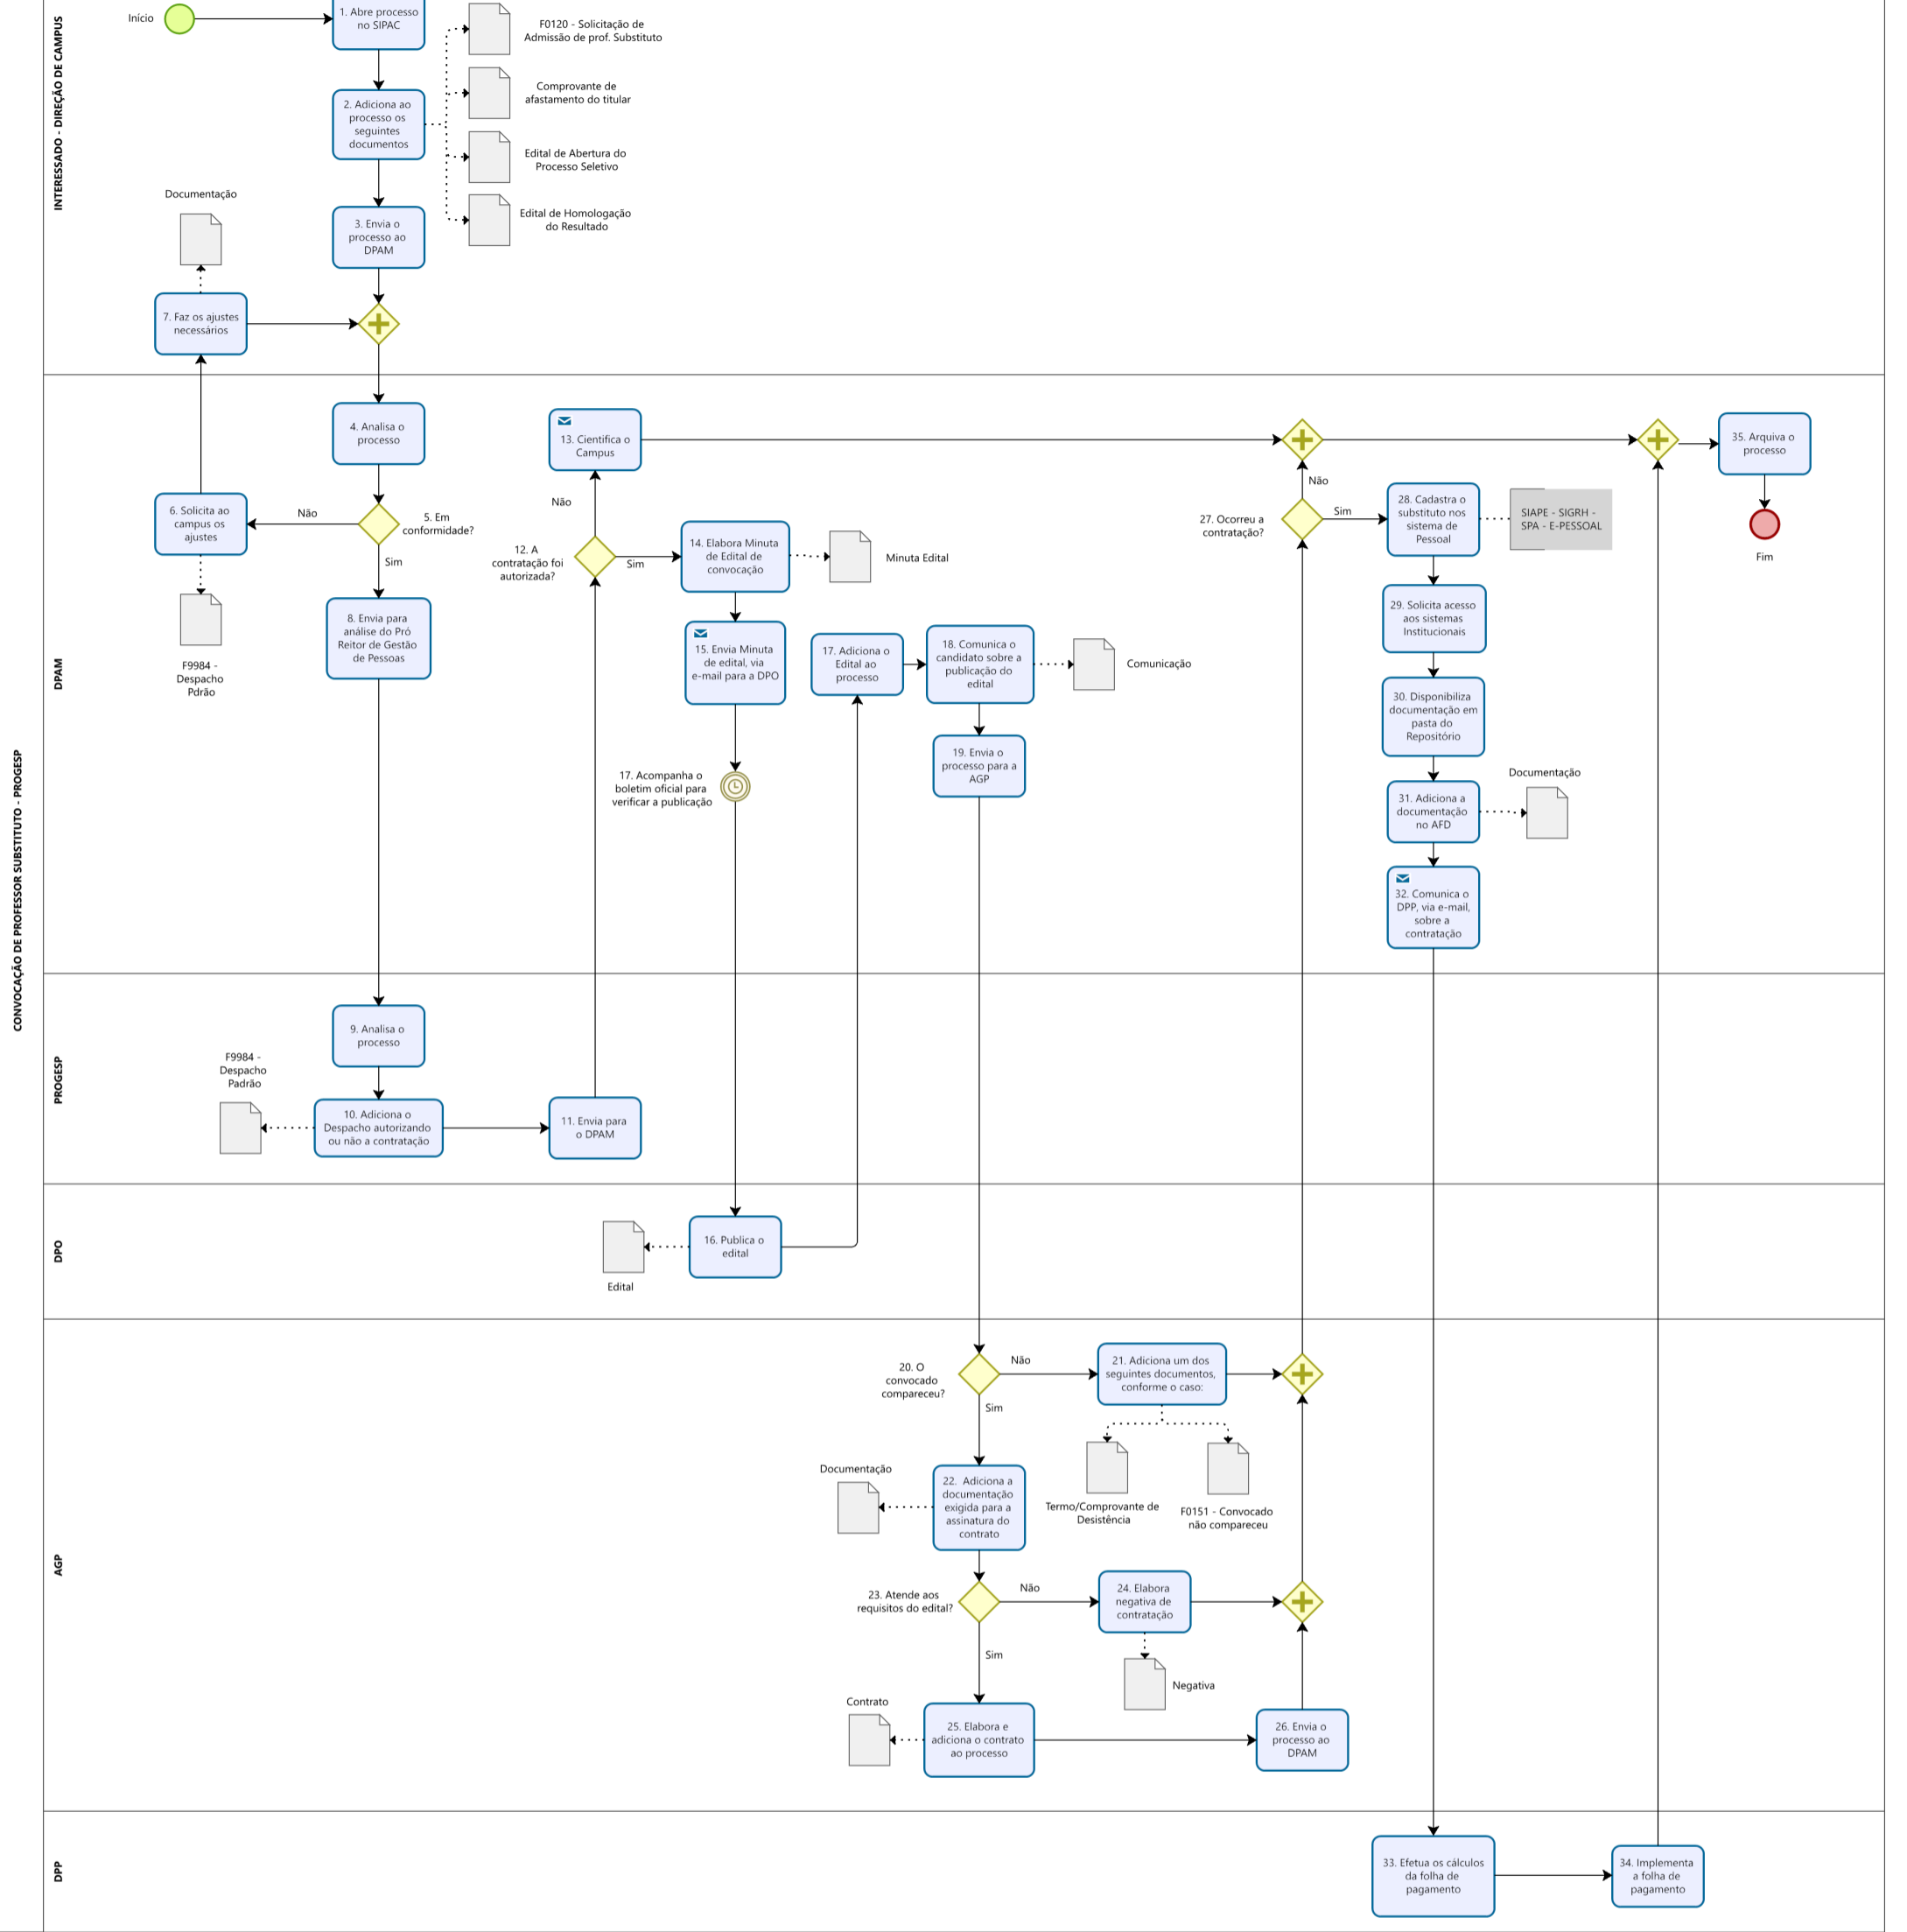 CONVOCAÇÃO DE PROFESSOR SUBSTITUTO - PROGESP
INTERESSADO - DIREÇÃO DE CAMPUS
Início
1. Abre processo
no SIPAC
F0120 - Solicitação de
Admissão de prof. Substituto
2. Adiciona ao
processo os
seguintes
documentos
Comprovante de
afastamento do titular
Edital de Abertura do
Processo Seletivo
Edital de Homologação
do Resultado
3. Envia o
processo ao
DPAM
Documentação
7. Faz os ajustes
necessários
DPAM
4. Analisa o
processo
5. Em
conformidade?
Não
Sim
6. Solicita ao
campus os
ajustes
F9984 -
Despacho
Pdrão
8. Envia para
análise do Pró
Reitor de Gestão
de Pessoas
13. Cientifica o
Campus
Não
12. A
contratação foi
autorizada?
Sim
14. Elabora Minuta
de Edital de
convocação
Minuta Edital
15. Envia Minuta
de edital, via
e-mail para a DPO
17. Acompanha o
boletim oficial para
verificar a publicação
17. Adiciona o
Edital ao
processo
18. Comunica o
candidato sobre a
publicação do
edital
Comunicação
19. Envia o
processo para a
AGP
27. Ocorreu a
contratação?
Não
Sim
28. Cadastra o
substituto nos
sistema de
Pessoal
SIAPE - SIGRH -
SPA - E-PESSOAL
29. Solicita acesso
aos sistemas
Institucionais
30. Disponibiliza
documentação em
pasta do
Repositório
31. Adiciona a
documentação
no AFD
Documentação
32. Comunica o
DPP, via e-mail,
sobre a
contratação
35. Arquiva o
processo
Fim
PROGESP
9. Analisa o
processo
F9984 -
Despacho
Padrão
10. Adiciona o
Despacho autorizando
ou não a contratação
11. Envia para
o DPAM
DPO
16. Publica o
edital
Edital
AGP
20. O
convocado
compareceu?
Não
Sim
21. Adiciona um dos
seguintes documentos,
conforme o caso:
Termo/Comprovante de
Desistência
F0151 - Convocado
não compareceu
Documentação
22. Adiciona a
documentação
exigida para a
assinatura do
contrato
23. Atende aos
requisitos do edital?
Não
Sim
24. Elabora
negativa de
contratação
Negativa
Contrato
25. Elabora e
adiciona o contrato
ao processo
26. Envia o
processo ao
DPAM
DPP
33. Efetua os cálculos
da folha de
pagamento
34. Implementa
a folha de
pagamento